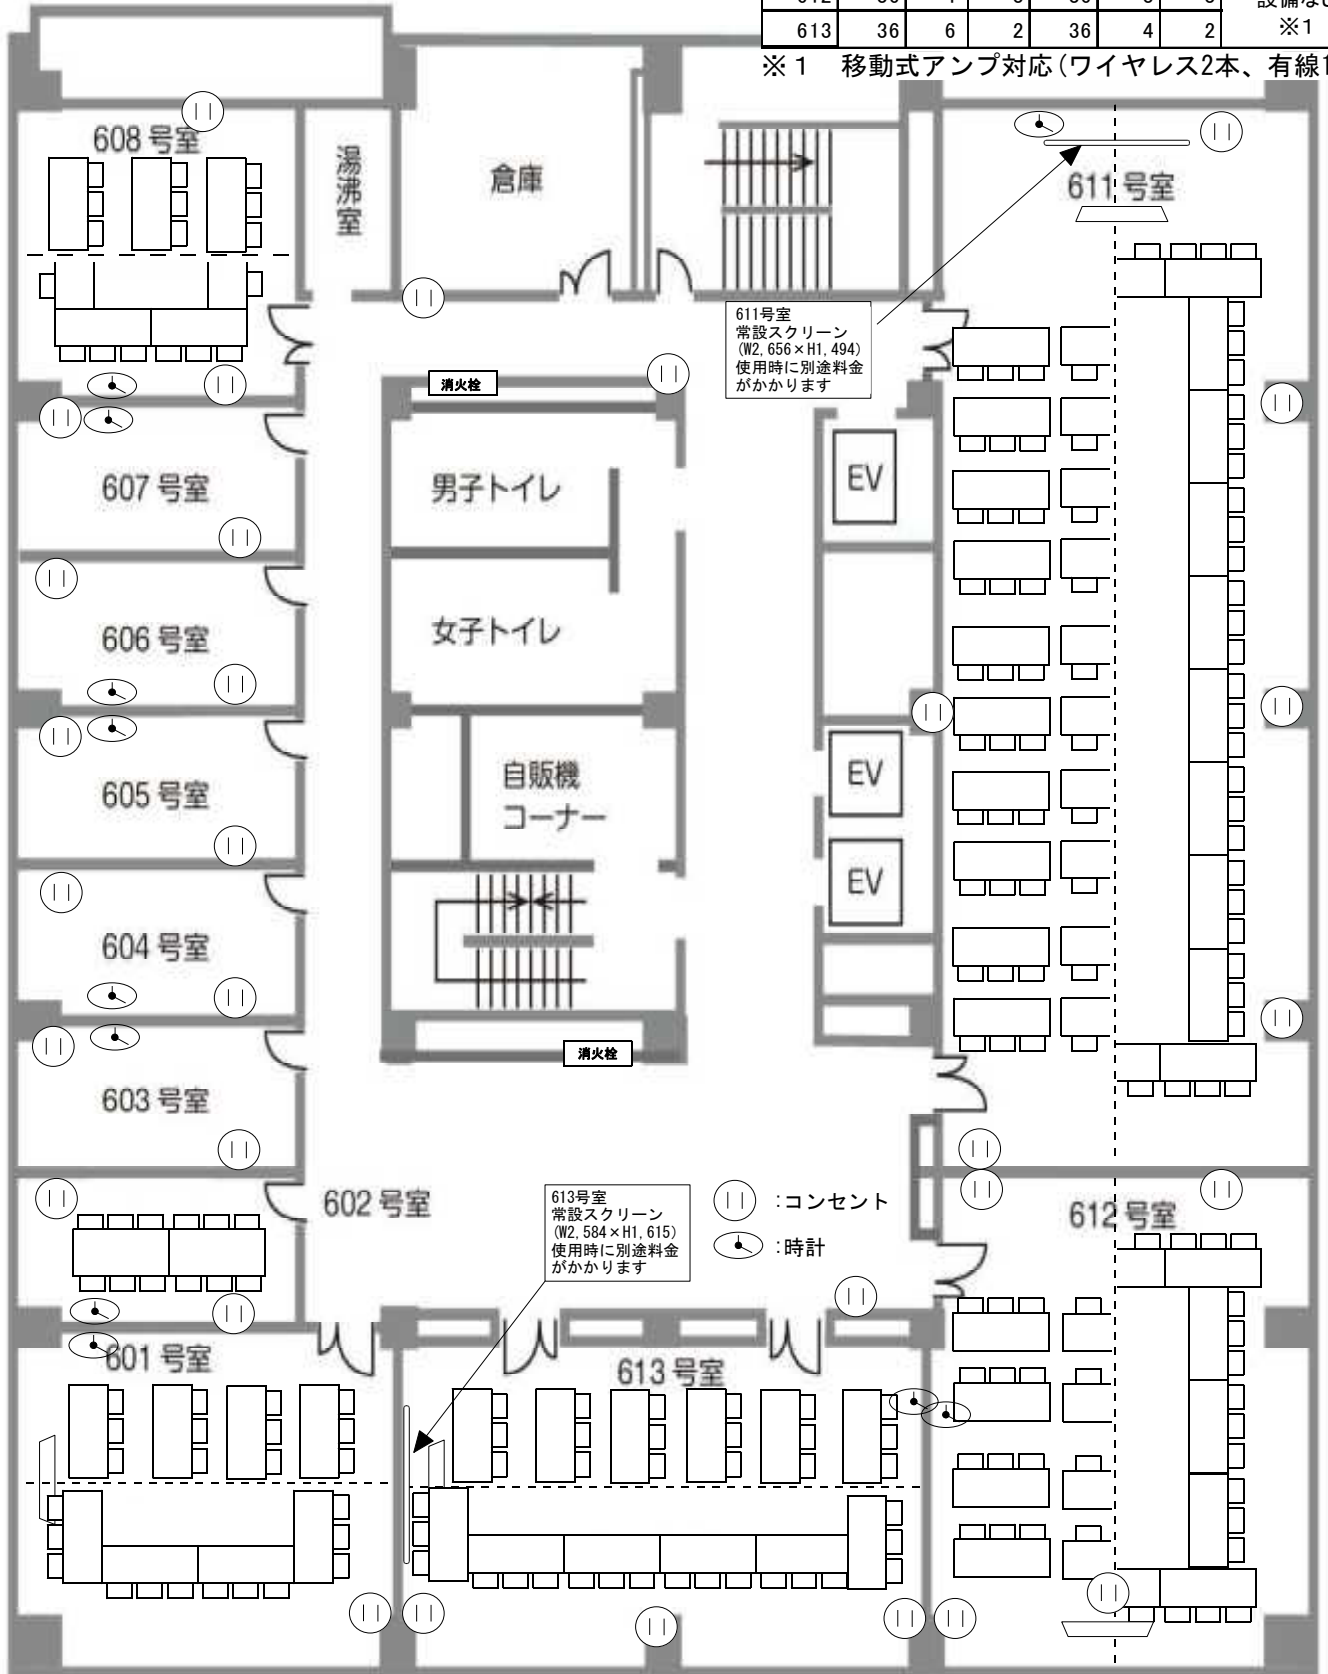 設備なし
613 36 6 2 36 4 2 ※1
※1 移動式アンプ対応(ワイヤレス2本、有線1
608号室
湯沸室
倉庫
611号室
611号室
常設スクリーン
(W2,656×H1,494)
使用時に別途料金
がかかります
消火栓
607号室
男子トイレ
EV
606号室
女子トイレ
605号室
自販機
コーナー
EV
EV
604号室
消火栓
603号室
602号室
613号室
常設スクリーン
(W2,584×H1,615)
使用時に別途料金
がかかります
:コンセント
:時計
612号室
601号室
613号室